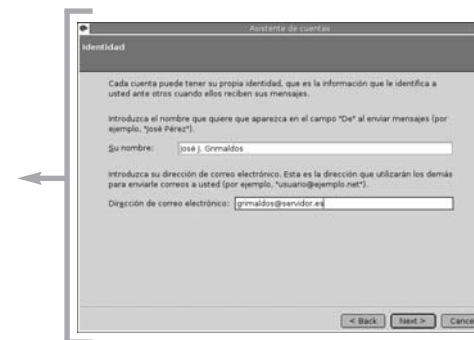 Asistente de cuentas
Identidad
Cada cuenta puede tener su propia identidad, que es la información que le identifica a
usted ante otros cuando ellos reciben sus mensajes.
Introduzca el nombre que quiere que aparezca en el campo "De" al enviar mensajes (por
ejemplo, "José Pérez").
Su nombre: José J. Grimaldos
Introduzca su dirección de correo electrónico. Esta es la dirección que utilizarán los demás
para enviarle correos a usted (por ejemplo, "usuario@ejemplo.net").
Dirección de correo electrónico: grimaldos@servidor.es
< Back Next > Cance